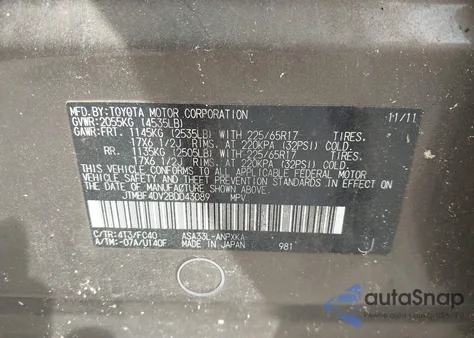 MFD.BY:TOYOTA MOTOR CORPORATION 11/11
GVWR:2055KG (4535LB)
GAWR:FRT. 1145KG (2535LB) WITH 225/65R17 TIRES.
17X6 1/2J RIMS, AT 220KPA (32PSI) COLD.
RR. 1135KG (2505LB) WITH 225/65R17 TIRES.
17X6 1/2J RIMS, AT 220KPA (32PSI) COLD.
THIS VEHICLE CONFORMS TO ALL APPLICABLE FEDERAL MOTOR
VEHICLE SAFETY AND THEFT PREVENTION STANDARDS IN EFFECT ON
THE DATE OF MANUFACTURE SHOWN ABOVE.
JTMBF4DV2BD043089 MPV
C/TR:4T3/FC40 ASA33L-ANPXKA
A/TM:-07A/U140F MADE IN JAPAN 981
J
autoSnap